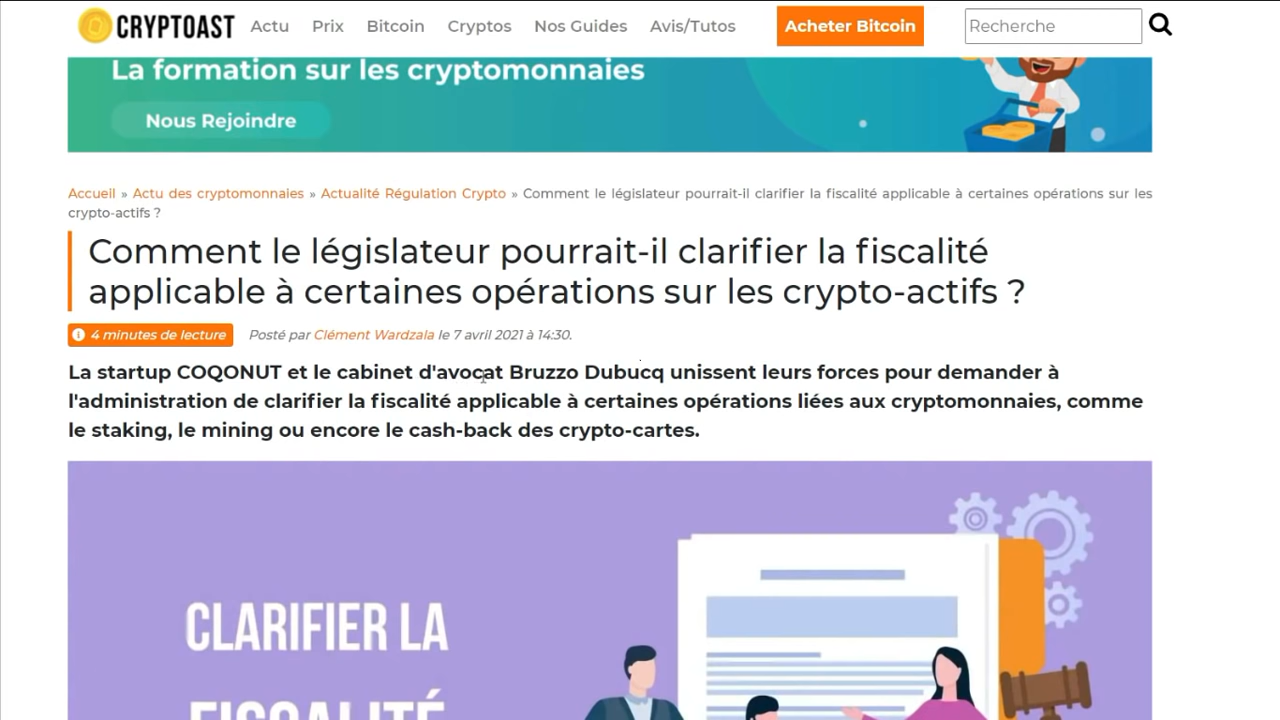 CRYPTOAST Actu Prix Bitcoin Cryptos Nos Guides Avis/Tutos Acheter Bitcoin Recherche
La formation sur les cryptomonnaies
Nous Rejoindre
Accueil » Actu des cryptomonnaies » Actualité Régulation Crypto » Comment le législateur pourrait-il clarifier la fiscalité applicable à certaines opérations sur les
crypto-actifs ?
Comment le législateur pourrait-il clarifier la fiscalité
applicable à certaines opérations sur les crypto-actifs ?
4 minutes de lecture Posté par Clément Wardzala le 7 avril 2021 à 14:30.
La startup COQONUT et le cabinet d'avocat Bruzzo Dubucq unissent leurs forces pour demander à
l'administration de clarifier la fiscalité applicable à certaines opérations liées aux cryptomonnaies, comme
le staking, le mining ou encore le cash-back des crypto-cartes.
CLARIFIER LA
FISCALITÉ